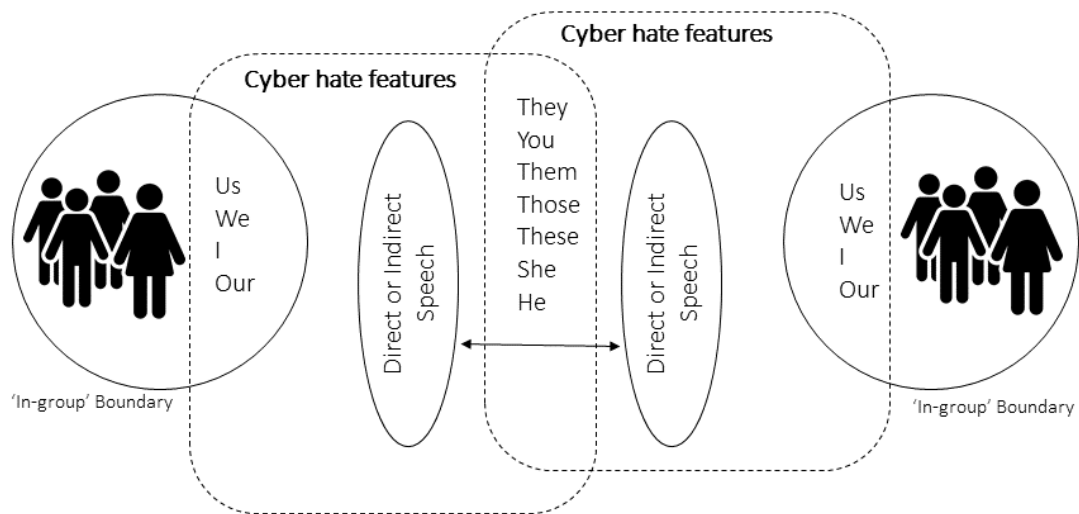 Cyber hate features
Cyber hate features
Us
We
I
Our
Direct or Indirect
Speech
They
You
Them
Those
These
She
He
Direct or Indirect
Speech
Us
We
I
Our
‘In-group’ Boundary
‘In-group’ Boundary